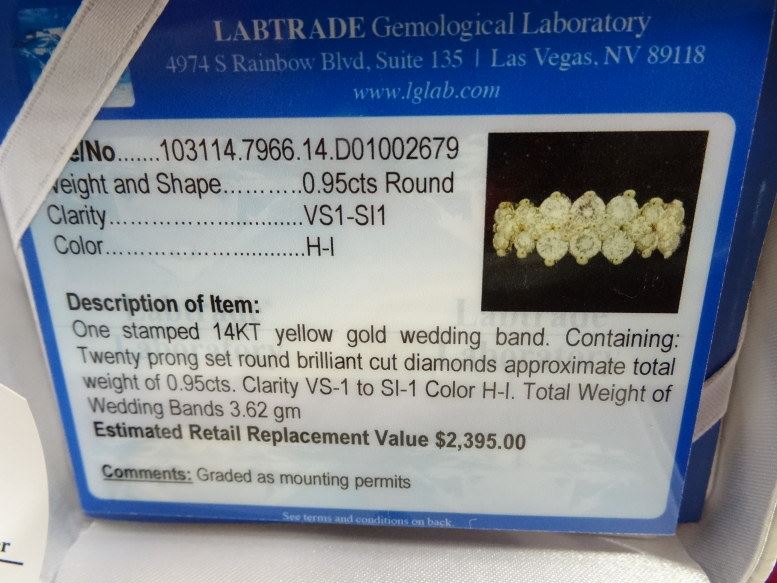 LABTRADE Gemological Laboratory
4974 S Rainbow Blvd, Suite 135 | Las Vegas, NV 89118
www.lglab.com
e/No.......103114.7966.14.D01002679
eight and Shape...........0.95cts Round
Clarity............................VS1-SI1
Color............................H-I
Description of Item:
One stamped 14KT yellow gold wedding band. Containing:
Twenty prong set round brilliant cut diamonds approximate total
weight of 0.95cts. Clarity VS-1 to SI-1 Color H-I. Total Weight of
Wedding Bands 3.62 gm
Estimated Retail Replacement Value $2,395.00
Comments: Graded as mounting permits
See terms and conditions on back.
r